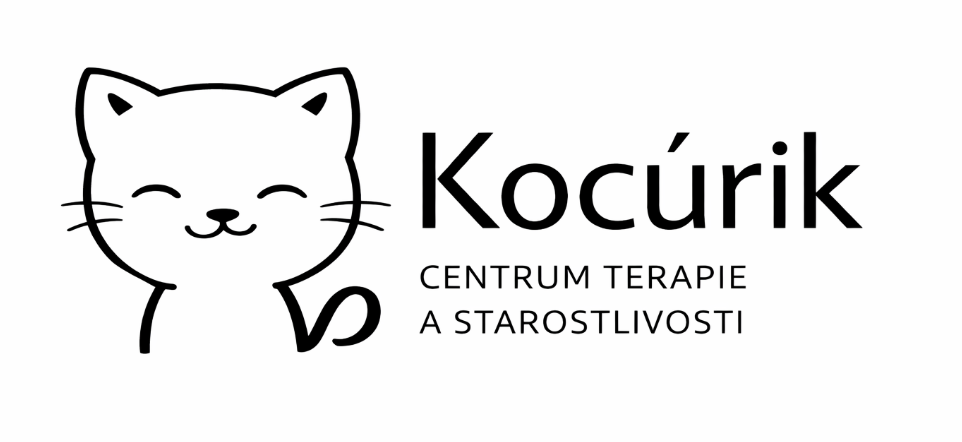 Kocúrik
CENTRUM TERAPIE
A STAROSTLIVOSTI